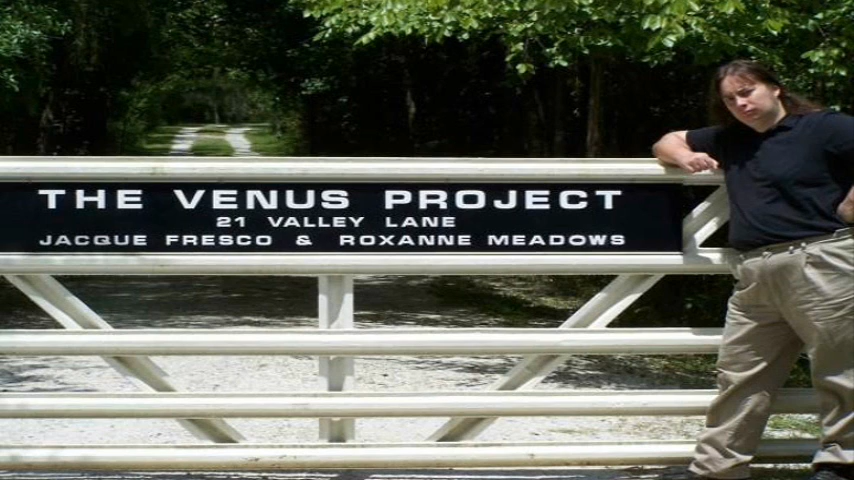 THE VENUS PROJECT
21 VALLEY LANE
JACQUE FRESCO & ROXANNE MEADOWS